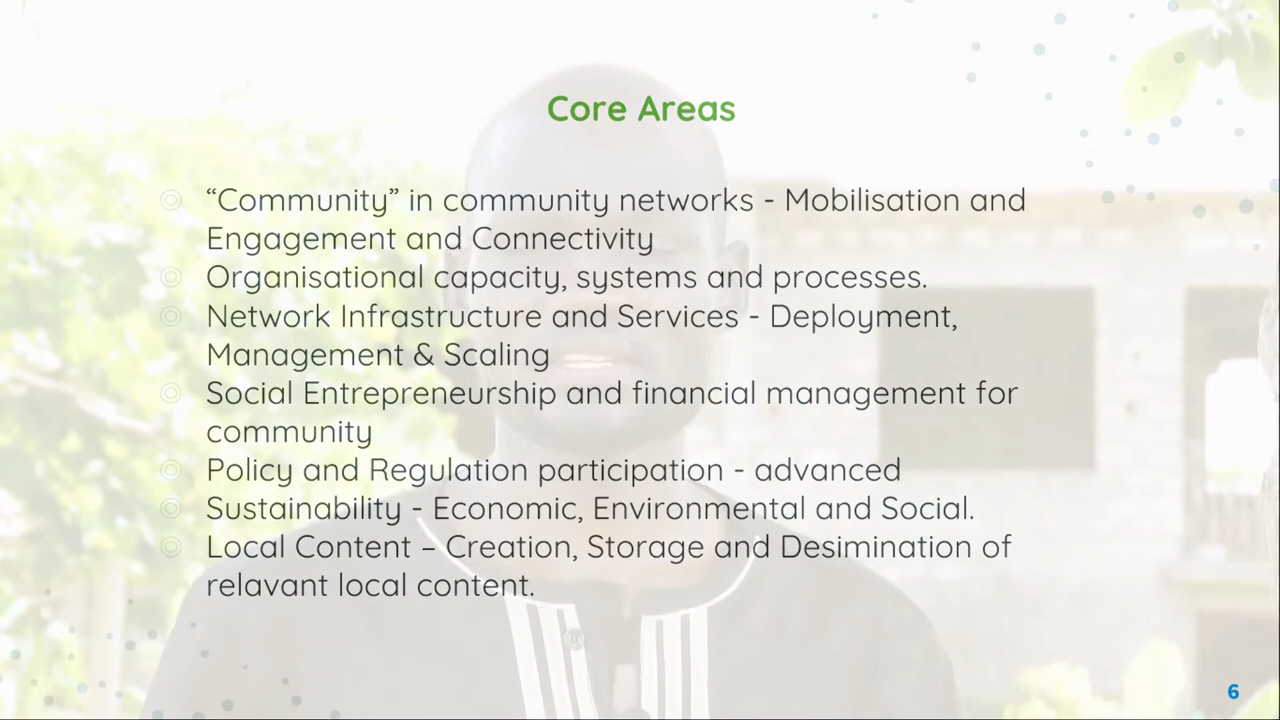 Core Areas
“Community” in community networks - Mobilisation and
Engagement and Connectivity
Organisational capacity, systems and processes.
Network Infrastructure and Services - Deployment,
Management & Scaling
Social Entrepreneurship and financial management for
community
Policy and Regulation participation - advanced
Sustainability - Economic, Environmental and Social.
Local Content – Creation, Storage and Desimination of
relavant local content.
6